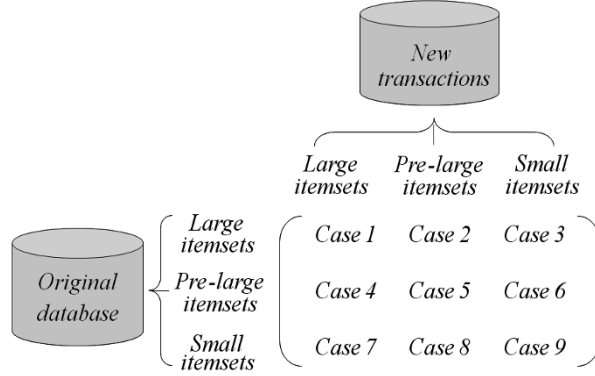 New
transactions
Large Pre-large Small
itemsets itemsets itemsets
Large
itemsets
Case 1 Case 2 Case 3
Original
database
Pre-large
itemsets
Case 4 Case 5 Case 6
Small
itemsets
Case 7 Case 8 Case 9